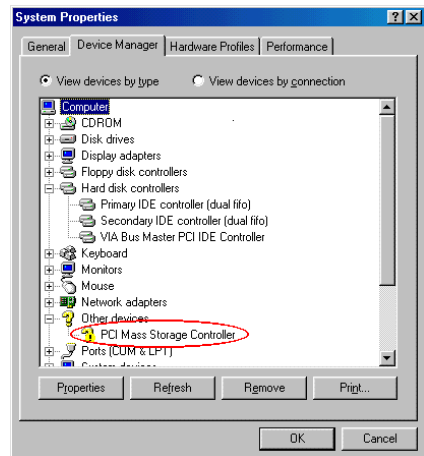 System Properties
General Device Manager Hardware Profiles Performance
View devices by type View devices by connection
Computer
CDROM
Disk drives
Display adapters
Floppy disk controllers
Hard disk controllers
Primary IDE controller (dual fifo)
Secondary IDE controller (dual fifo)
VIA Bus Master PCI IDE Controller
Keyboard
Monitors
Mouse
Network adapters
Other devices
PCI Mass Storage Controller
Ports (COM & LPT)
System devices
Properties Refresh Remove Print...
OK Cancel